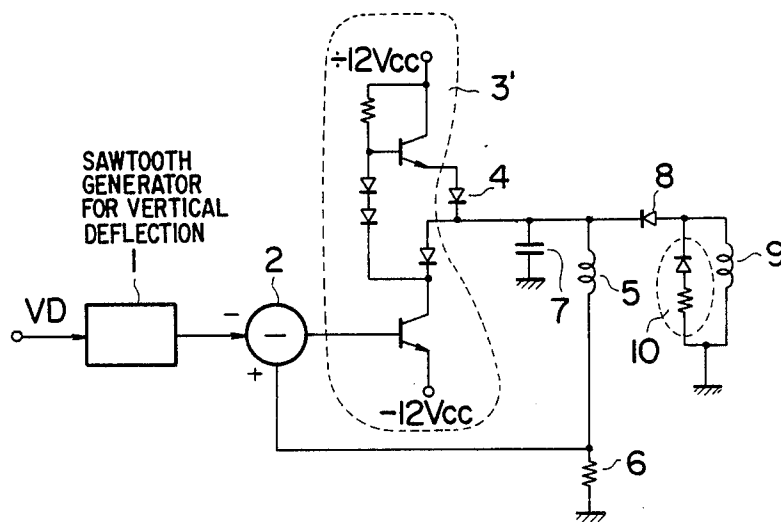 ÷12Vcc
3'
SAWTOOTH
GENERATOR
FOR VERTICAL
DEFLECTION
1
2
4
8
9
VD
-
-
+
7
5
10
-12Vcc
6